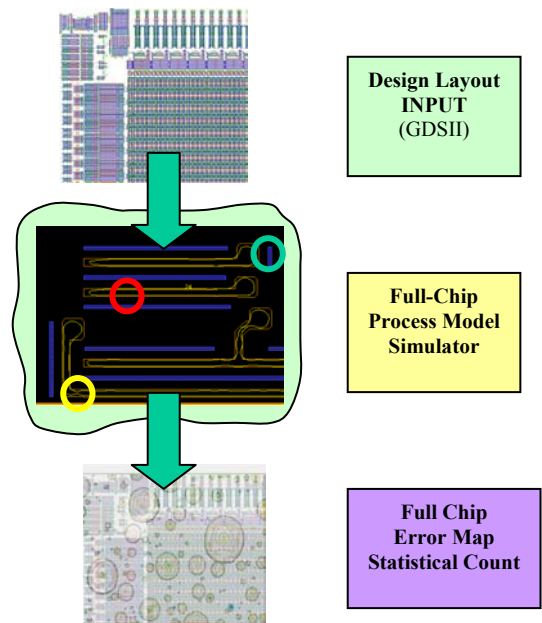 Design Layout
INPUT
(GDSII)
Full-Chip
Process Model
Simulator
Full Chip
Error Map
Statistical Count